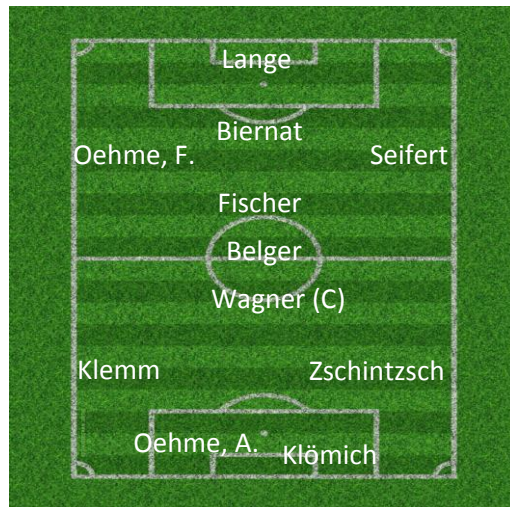 Lange
Biernat
Oehme, F.
Seifert
Fischer
Belger
Wagner (C)
Klemm
Zschintzsch
Oehme, A.
Klömich